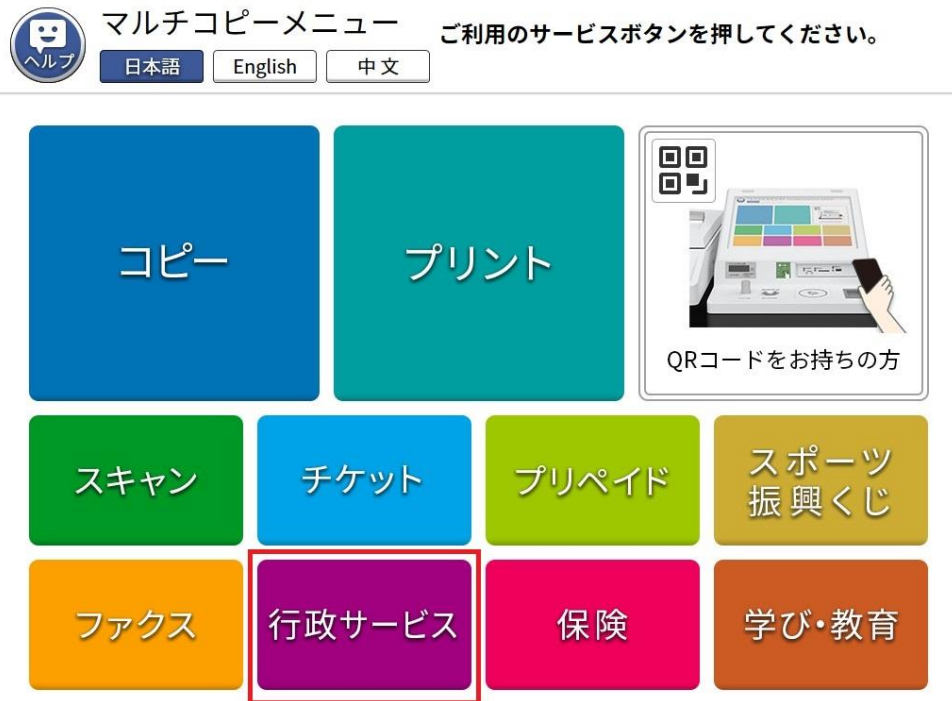 マルチコピーメニュー
ご利用のサービスボタンを押してください。
ヘルプ
日本語
English
中文
コピー
プリント
QRコードをお持ちの方
スキャン
チケット
プリペイド
スポーツ
振興くじ
ファクス
行政サービス
保険
学び・教育